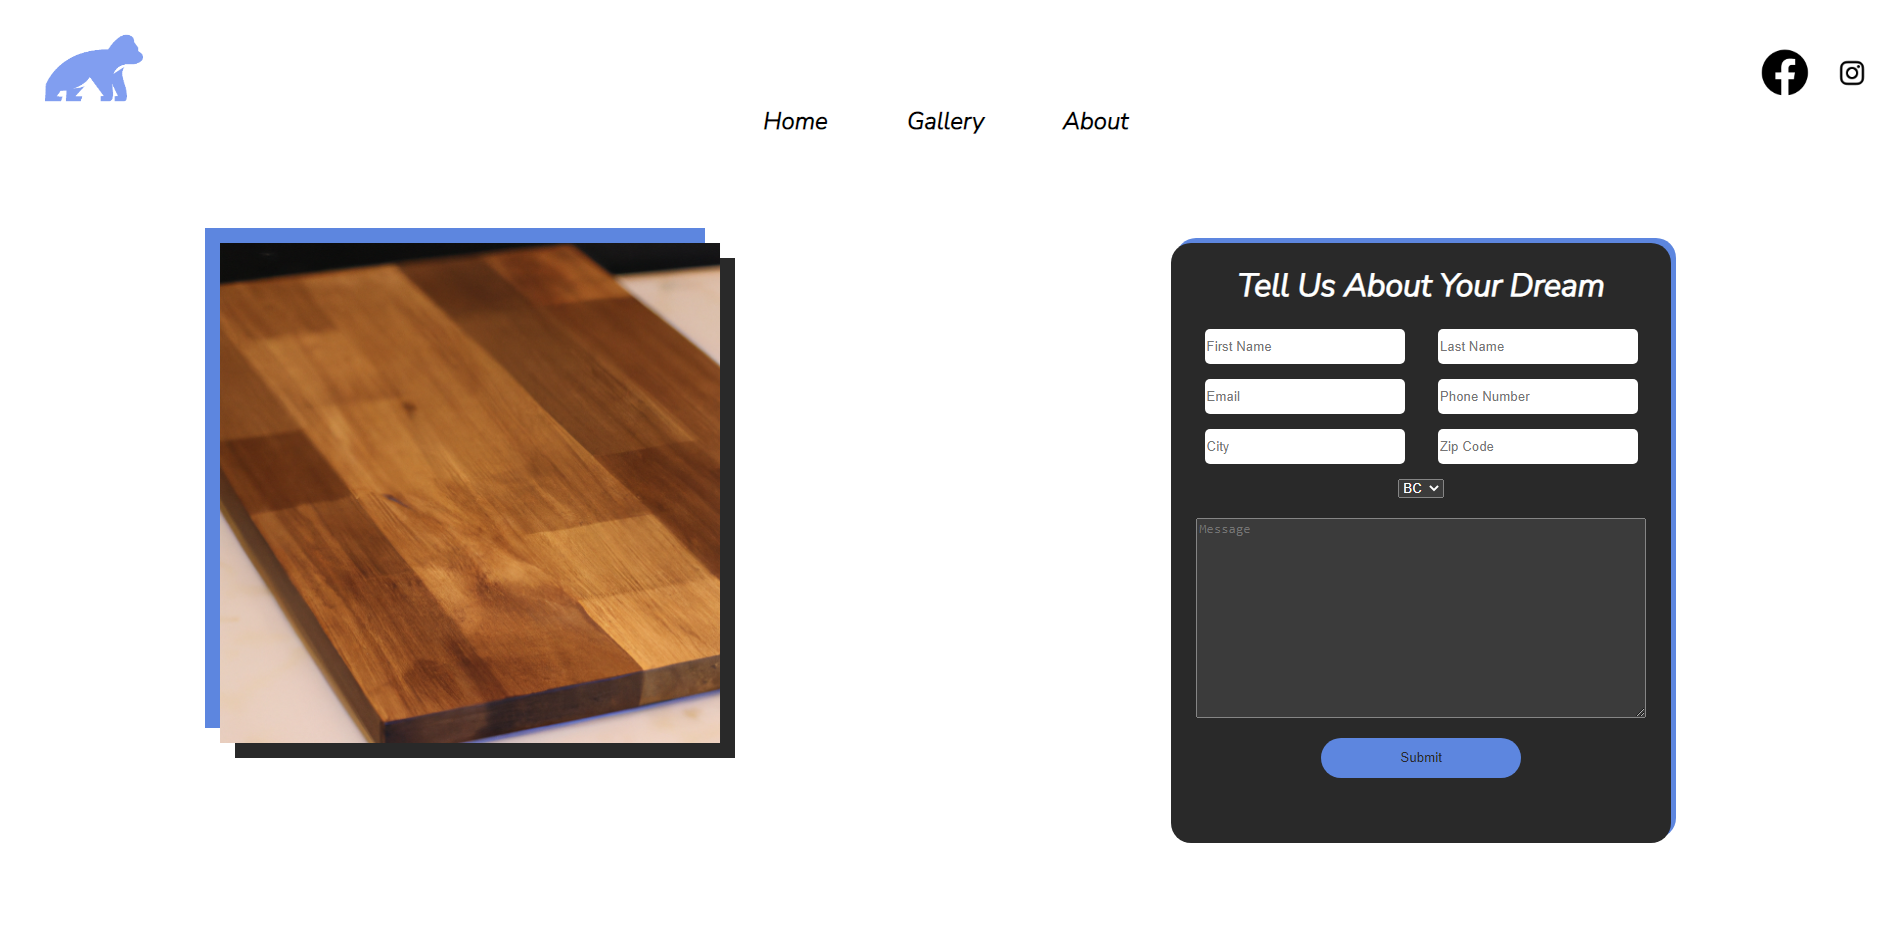 Home Gallery About
Tell Us About Your Dream
First Name Last Name
Email Phone Number
City Zip Code
BC
Message
Submit